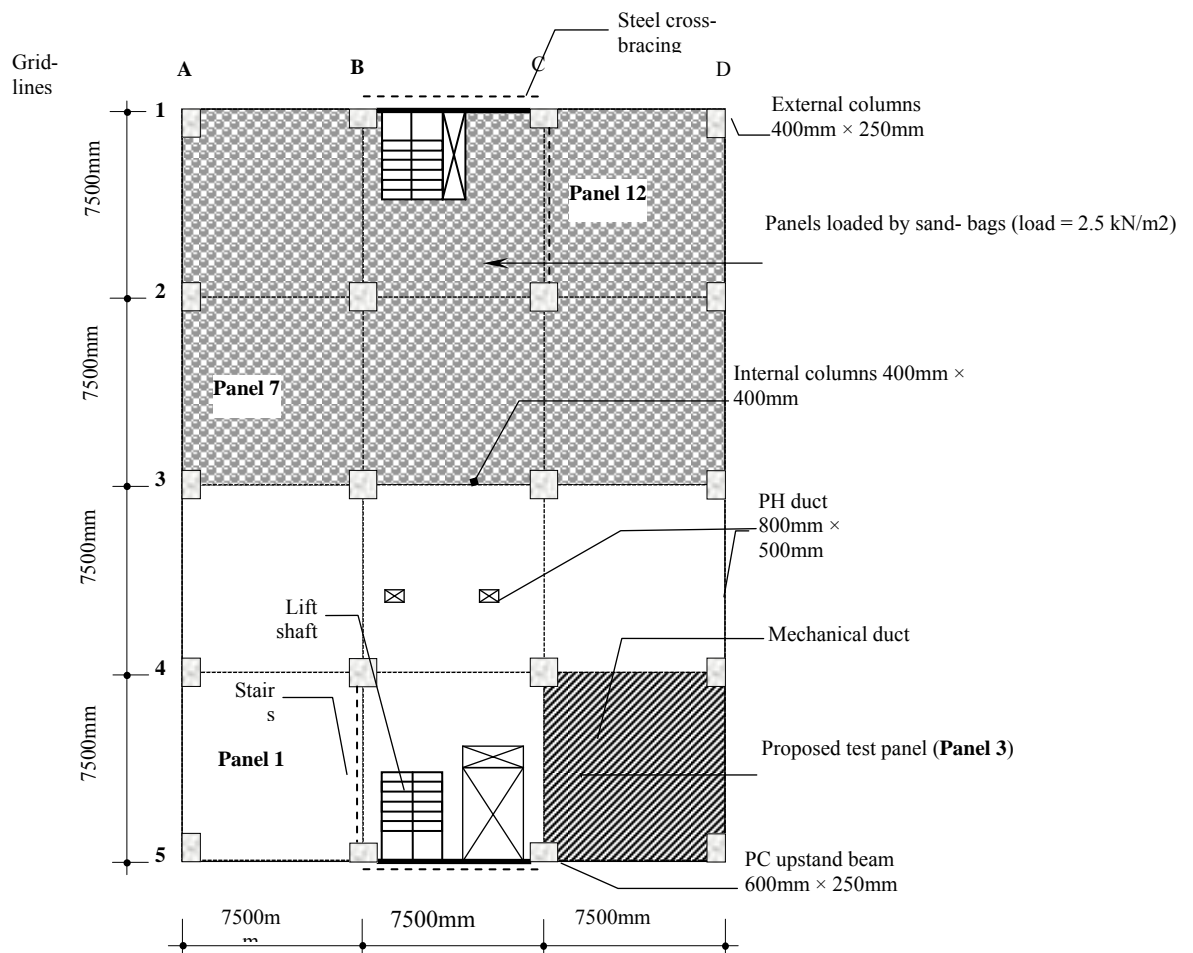 Steel cross-
bracing
Grid-
lines
A
B
C
D
1
External columns
400mm × 250mm
7500mm
Panel 12
Panels loaded by sand- bags (load = 2.5 kN/m2)
2
7500mm
Internal columns 400mm ×
400mm
Panel 7
3
PH duct
800mm ×
500mm
7500mm
Lift
shaft
Mechanical duct
4
Stair
s
Panel 1
7500mm
Proposed test panel (Panel 3)
5
PC upstand beam
600mm × 250mm
7500m
m
7500mm
7500mm